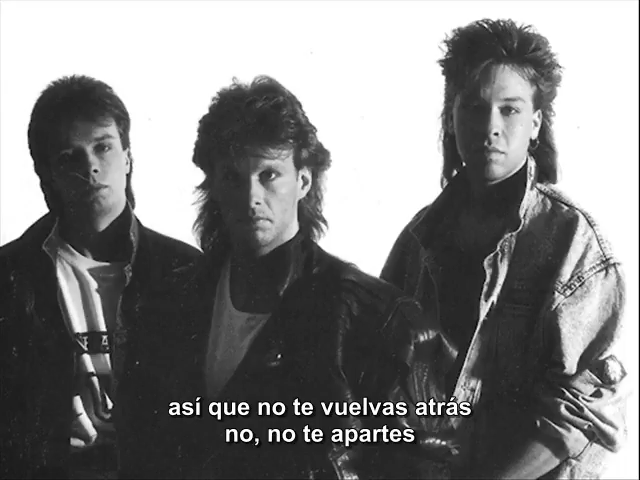 así que no te vuelvas atrás
no, no te apartes